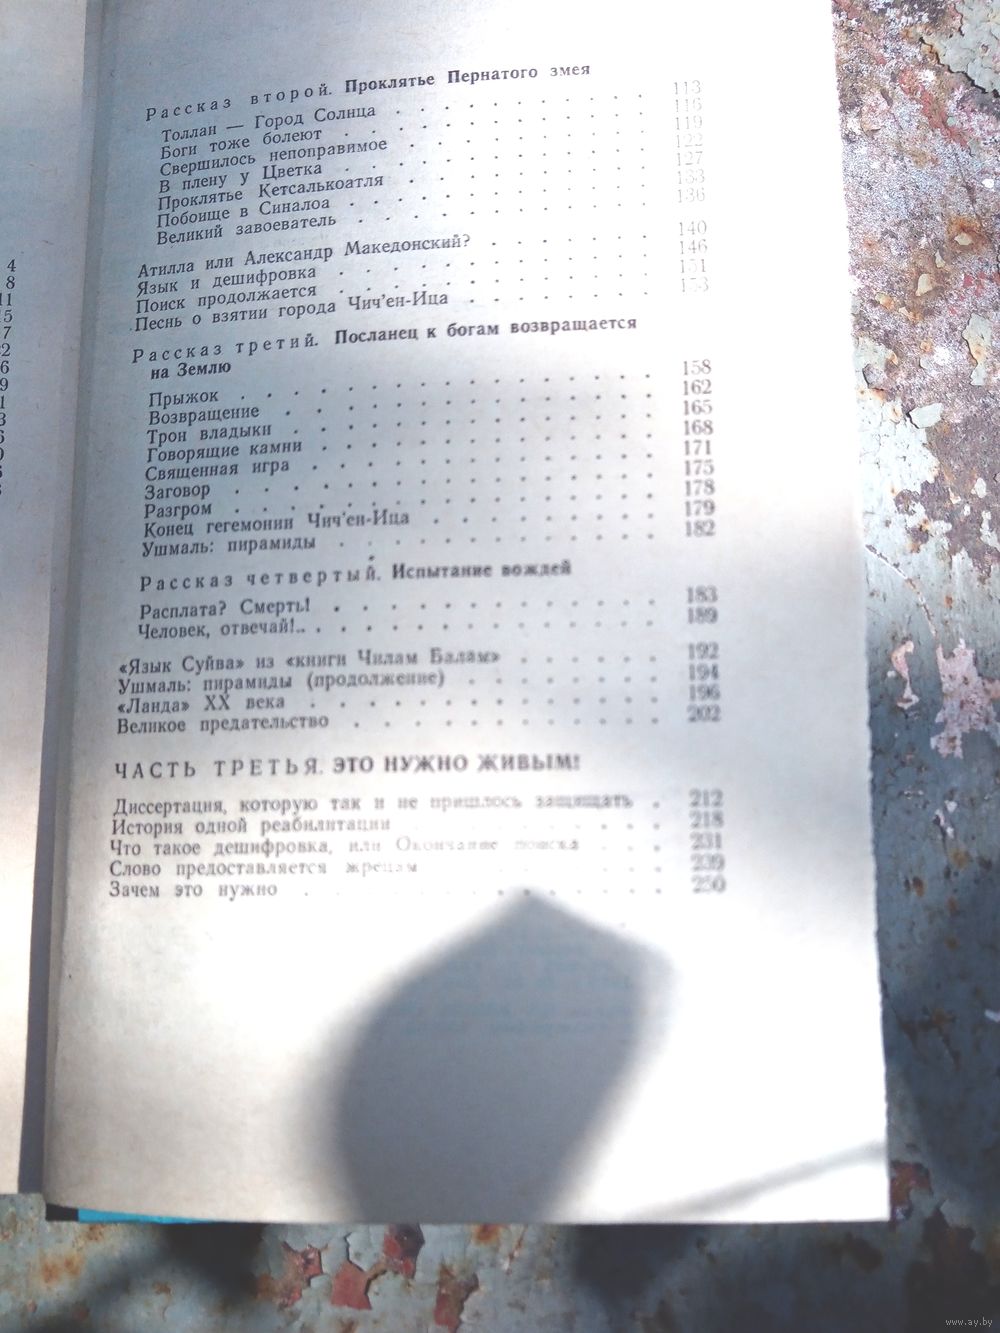 Рассказ второй. Проклятье Пернатого змея
Толлан — Город Солнца . . . . . . . . . . 113
Боги тоже болеют . . . . . . . . . . 116
Свершилось непоправимое . . . . . . . . . 119
В плену у Цветка . . . . . . . . . . 122
Проклятье Кетсалькоатля . . . . . . . . . 127
Побоище в Синалоа . . . . . . . . . . 133
Великий завоеватель . . . . . . . . . . 136
Атилла или Александр Македонский? . . . . . . . 140
Язык и дешифровка . . . . . . . . . . 146
Поиск продолжается . . . . . . . . . . 151
Песнь о взятии города Чич'ен-Ица . . . . . . . 153
Рассказ третий. Посланец к богам возвращается
на Землю
Прыжок . . . . . . . . . . . . 158
Возвращение . . . . . . . . . . . 162
Трон владыки . . . . . . . . . . . 165
Говорящие камни . . . . . . . . . . 168
Священная игра . . . . . . . . . . 171
Заговор . . . . . . . . . . . . 175
Разгром . . . . . . . . . . . . 178
Конец гегемонии Чич'ен-Ица . . . . . . . . 179
Ушмаль: пирамиды . . . . . . . . . . 182
Рассказ четвертый. Испытание вождей
Расплата? Смерть! . . . . . . . . . . 183
Человек, отвечай!.. . . . . . . . . . . 189
«Язык Суйва» из «книги Чилам Балам» . . . . . . 192
Ушмаль: пирамиды (продолжение) . . . . . . . 194
«Ланда» XX века . . . . . . . . . . 196
Великое предательство . . . . . . . . . 202
ЧАСТЬ ТРЕТЬЯ. ЭТО НУЖНО ЖИВЫМ!
Диссертация, которую так и не пришлось защищать . 212
История одной реабилитации . . . . . . . 218
Что такое дешифровка, или Окончание поиска . . . 231
Слово предоставляется жрецам . . . . . . . 239
Зачем это нужно . . . . . . . . . . 250
4
8
11
www.ay.by